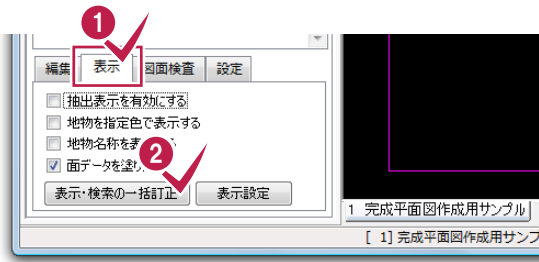 1
編集 表示 図面検査 設定
抽出表示を有効にする
地物を指定色で表示する
地物名称を表
2
面データを塗り
表示・検索の一括訂正 表示設定
1 完成平面図作成用サンプル
[ 1] 完成平面図作成用サンプ